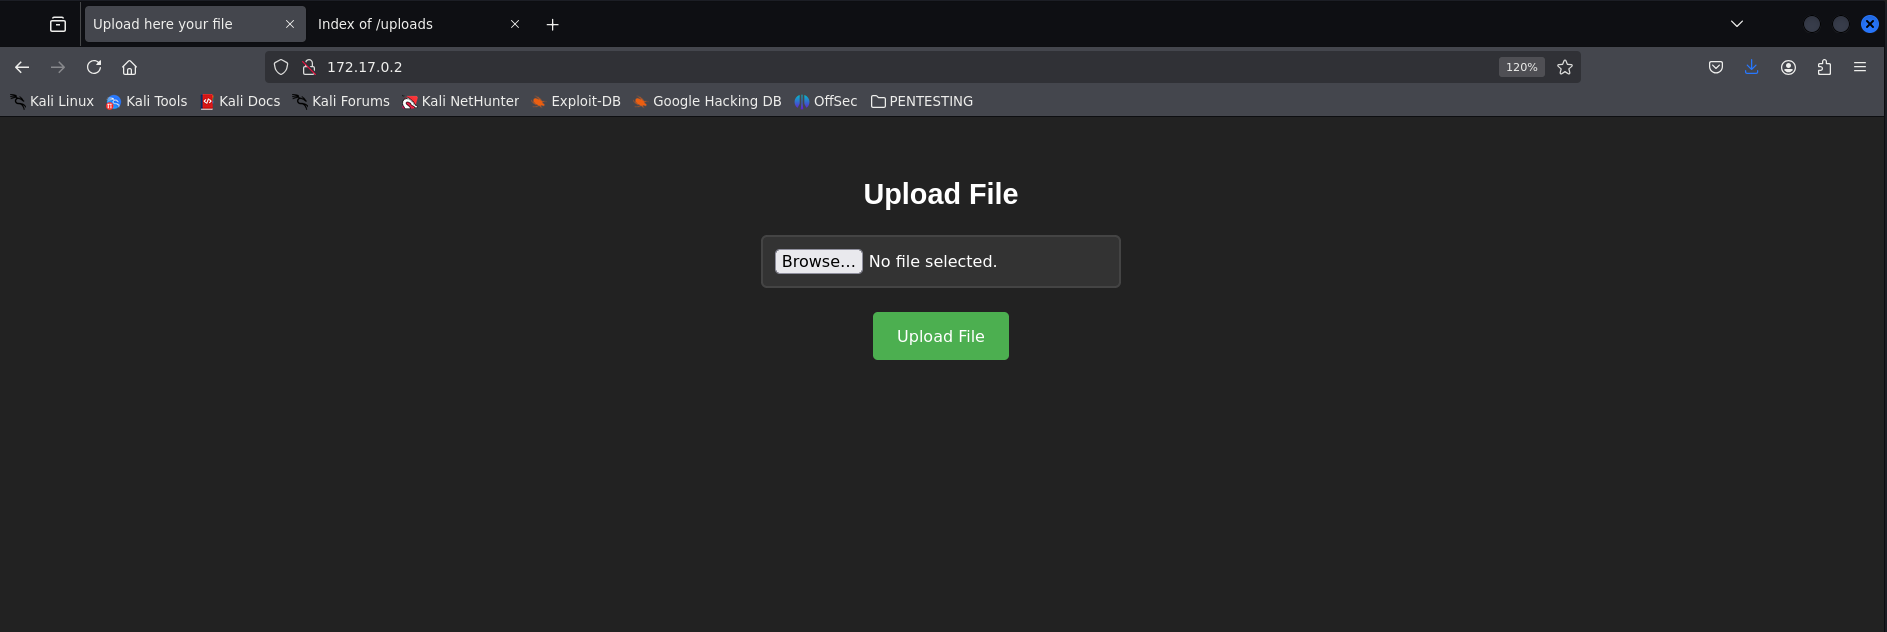 Upload here your file Index of /uploads
172.17.0.2 120%
Kali Linux Kali Tools Kali Docs Kali Forums Kali NetHunter Exploit-DB Google Hacking DB OffSec PENTESTING
Upload File
Browse... No file selected.
Upload File